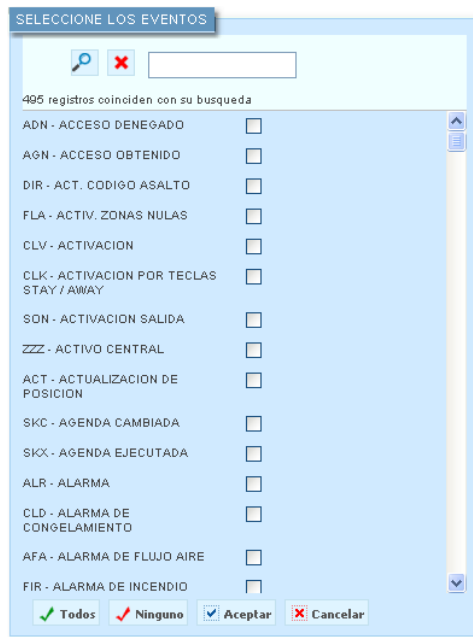 SELECCIONE LOS EVENTOS
495 registros coinciden con su busqueda
ADN - ACCESO DENEGADO
AGN - ACCESO OBTENIDO
DIR - ACT. CODIGO ASALTO
FLA - ACTIV. ZONAS NULAS
CLV - ACTIVACION
CLK - ACTIVACION POR TECLAS
STAY / AWAY
SON - ACTIVACION SALIDA
ZZZ - ACTIVO CENTRAL
ACT - ACTUALIZACION DE
POSICION
SKC - AGENDA CAMBIADA
SKX - AGENDA EJECUTADA
ALR - ALARMA
CLD - ALARMA DE
CONGELAMIENTO
AFA - ALARMA DE FLUJO AIRE
FIR - ALARMA DE INCENDIO
Todos Ninguno Aceptar Cancelar